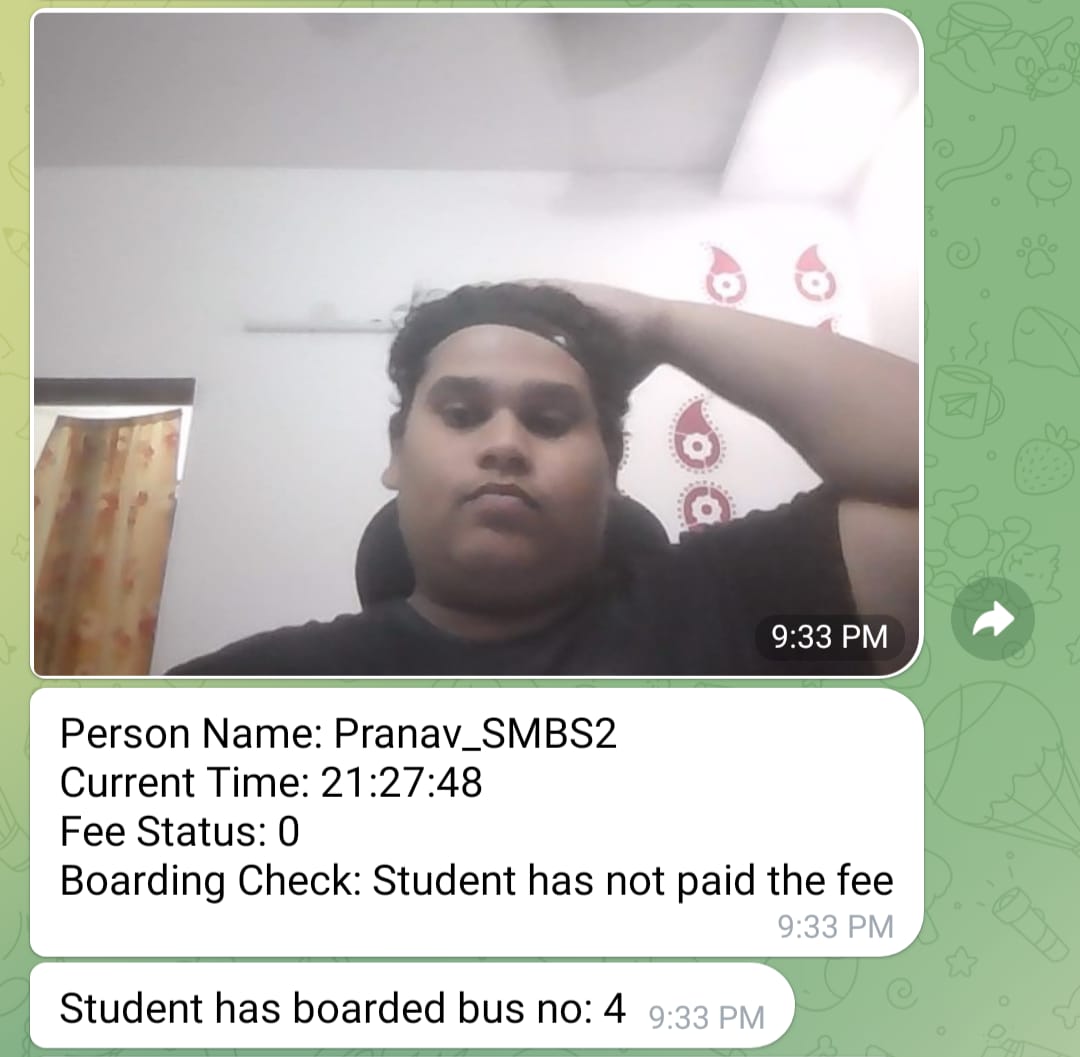 9:33 PM
Person Name: Pranav_SMBS2
Current Time: 21:27:48
Fee Status: 0
Boarding Check: Student has not paid the fee
9:33 PM
Student has boarded bus no: 4 9:33 PM